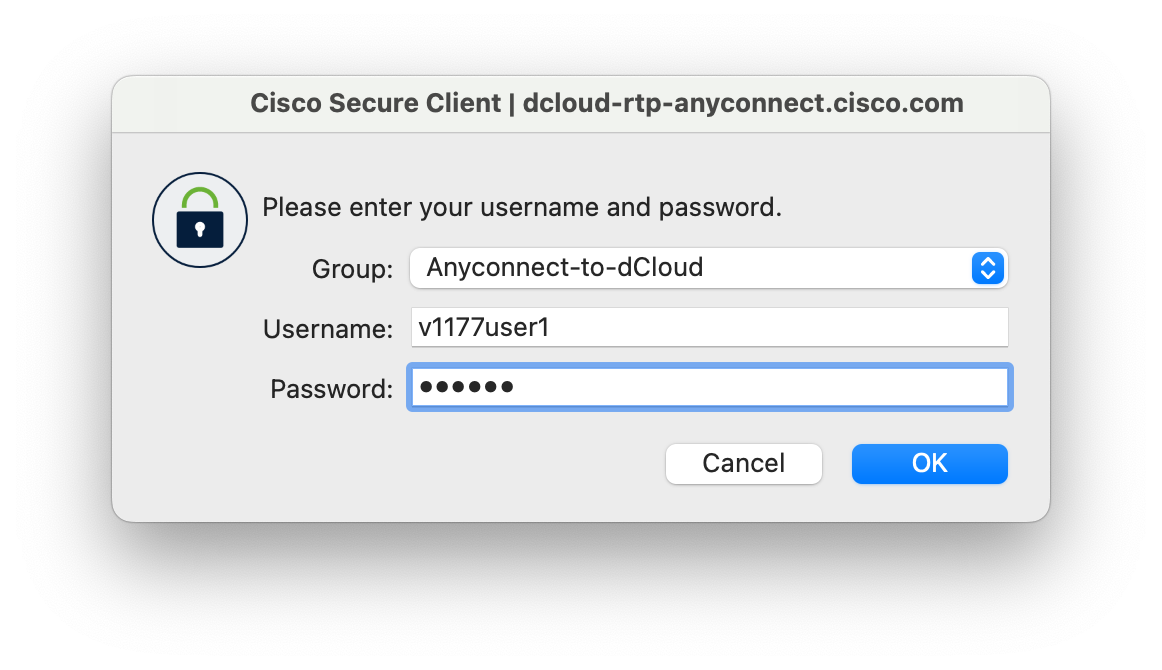 Cisco Secure Client | dcloud-rtp-anyconnect.cisco.com
Please enter your username and password.
Group: Anyconnect-to-dCloud
Username: v1177user1
Password: ••••••
Cancel OK